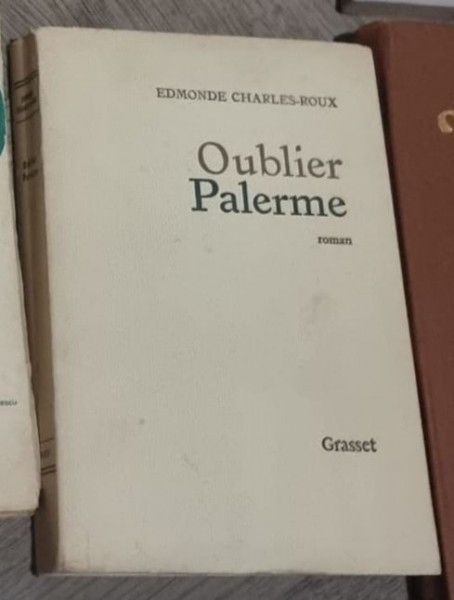 EDMONDE CHARLES-ROUX
Oublier
Palerme
roman
Grasset